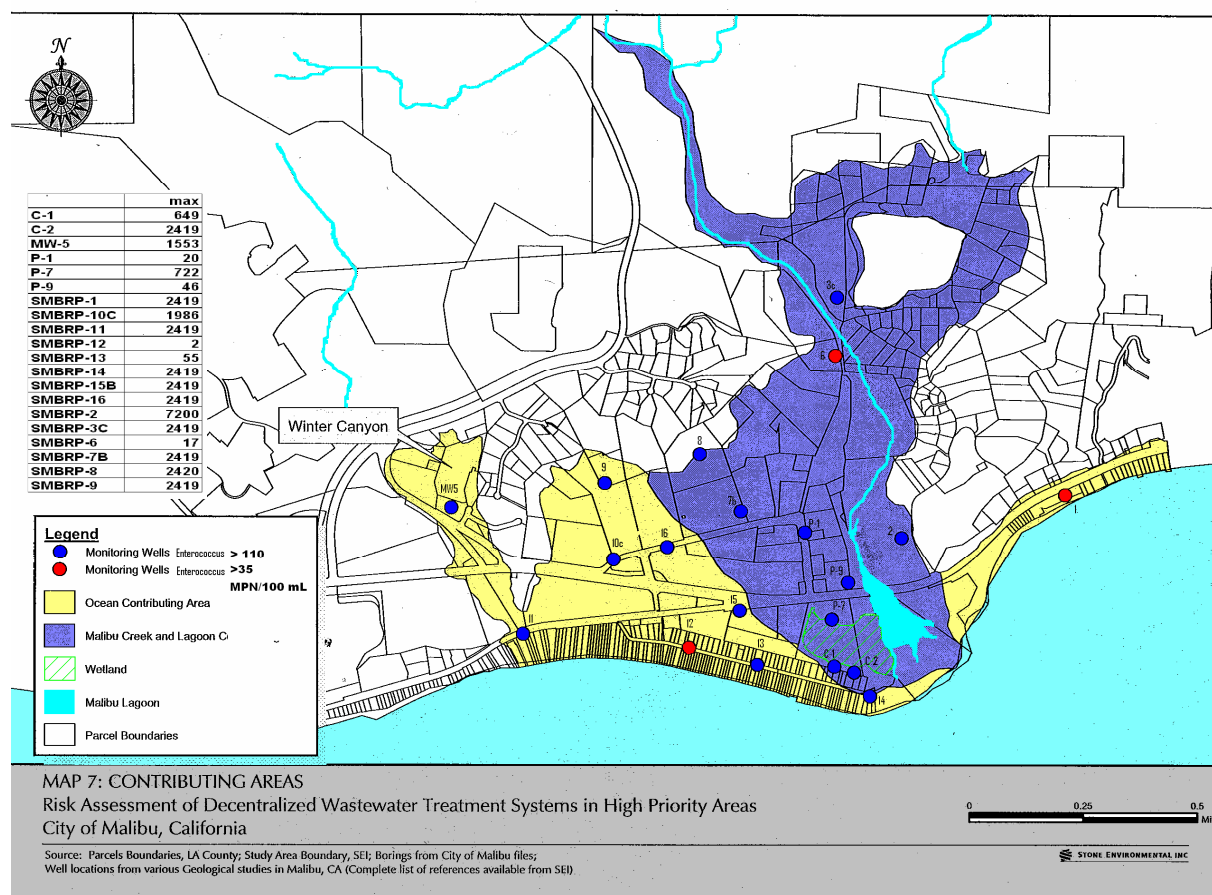 N
max
C-1 649
C-2 2419
MW-5 1553
P-1 20
P-7 722
P-9 46
SMBRP-1 2419
SMBRP-10C 1986
SMBRP-11 2419
SMBRP-12 2
SMBRP-13 55
SMBRP-14 2419
SMBRP-15B 2419
SMBRP-16 2419
SMBRP-2 7200
SMBRP-3C 2419
SMBRP-6 17
SMBRP-7B 2419
SMBRP-8 2420
SMBRP-9 2419
3c
6
Winter Canyon
8
9
MW5
7b
1
P-1
2
16
10c
P-9
15
P-7
11
12
13
C-1
C-2
14
Legend
Monitoring Wells Enterococcus > 110
Monitoring Wells Enterococcus >35
MPN/100 mL
Ocean Contributing Area
Malibu Creek and Lagoon C
Wetland
Malibu Lagoon
Parcel Boundaries
MAP 7: CONTRIBUTING AREAS
Risk Assessment of Decentralized Wastewater Treatment Systems in High Priority Areas
City of Malibu, California
0 0.25 0.5
Mi
Source: Parcels Boundaries, LA County; Study Area Boundary, SEI; Borings from City of Malibu files;
Well locations from various Geological studies in Malibu, CA (Complete list of references available from SEI)
STONE ENVIRONMENTAL INC